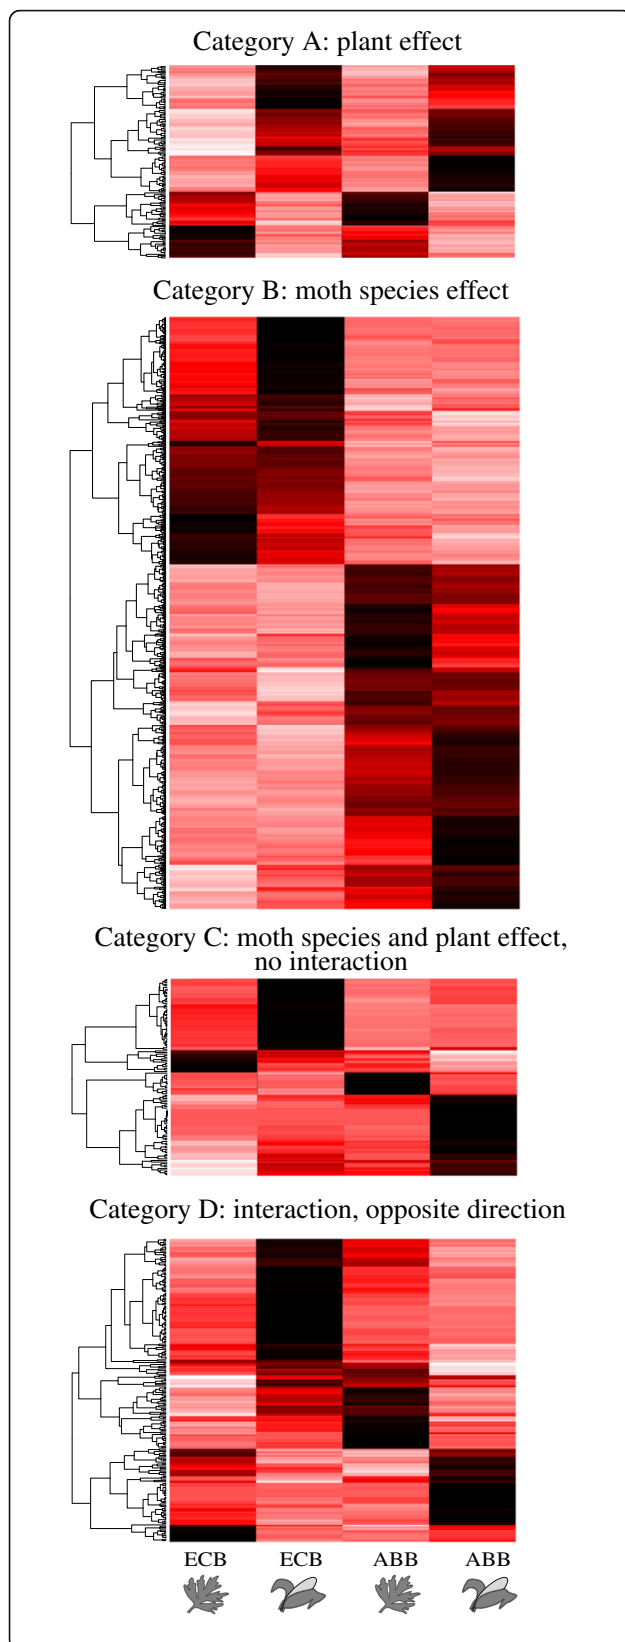 Category A: plant effect
Category B: moth species effect
Category C: moth species and plant effect,
no interaction
Category D: interaction, opposite direction
ECB ECB ABB ABB